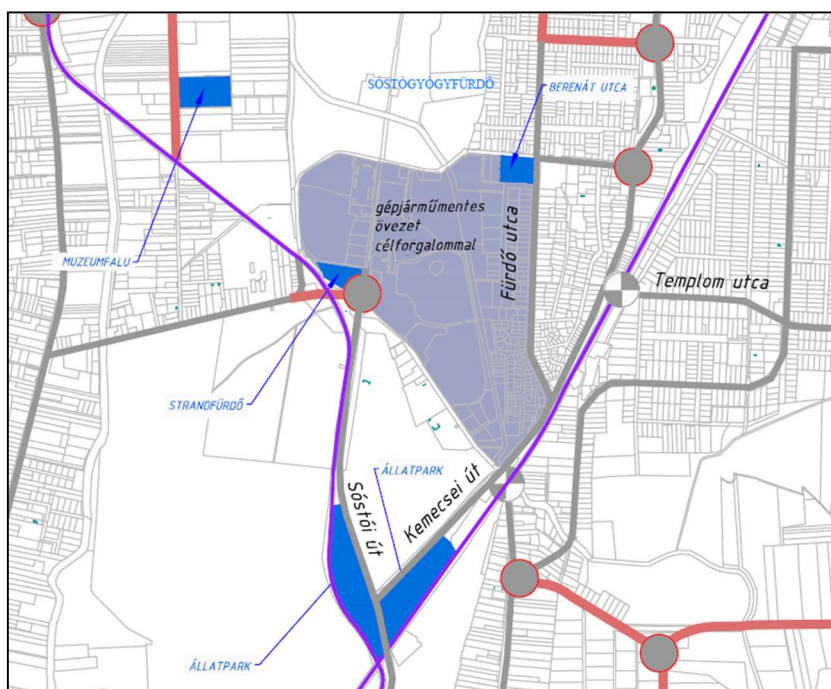 SÓSTÓGYÓGYFÜRDŐ
BERENÁT UTCA
gépjárműmentes
övezet
célforgalommal
Fürdő utca
MUZEUMFALU
Templom utca
STRANDFÜRDŐ
ÁLLATPARK
Sóstói út
Kemecsei út
ÁLLATPARK